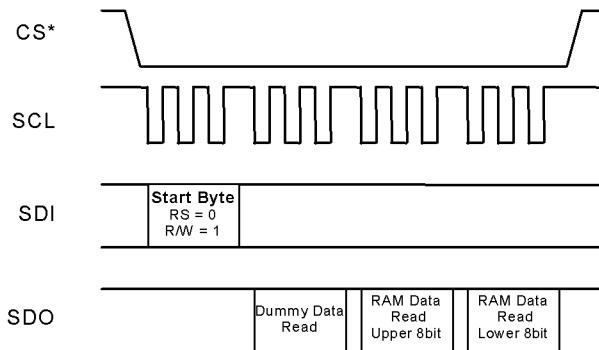 CS*
SCL
SDI
Start Byte
RS = 0
R/W = 1
SDO
Dummy Data
Read
RAM Data
Read
Upper 8bit
RAM Data
Read
Lower 8bit